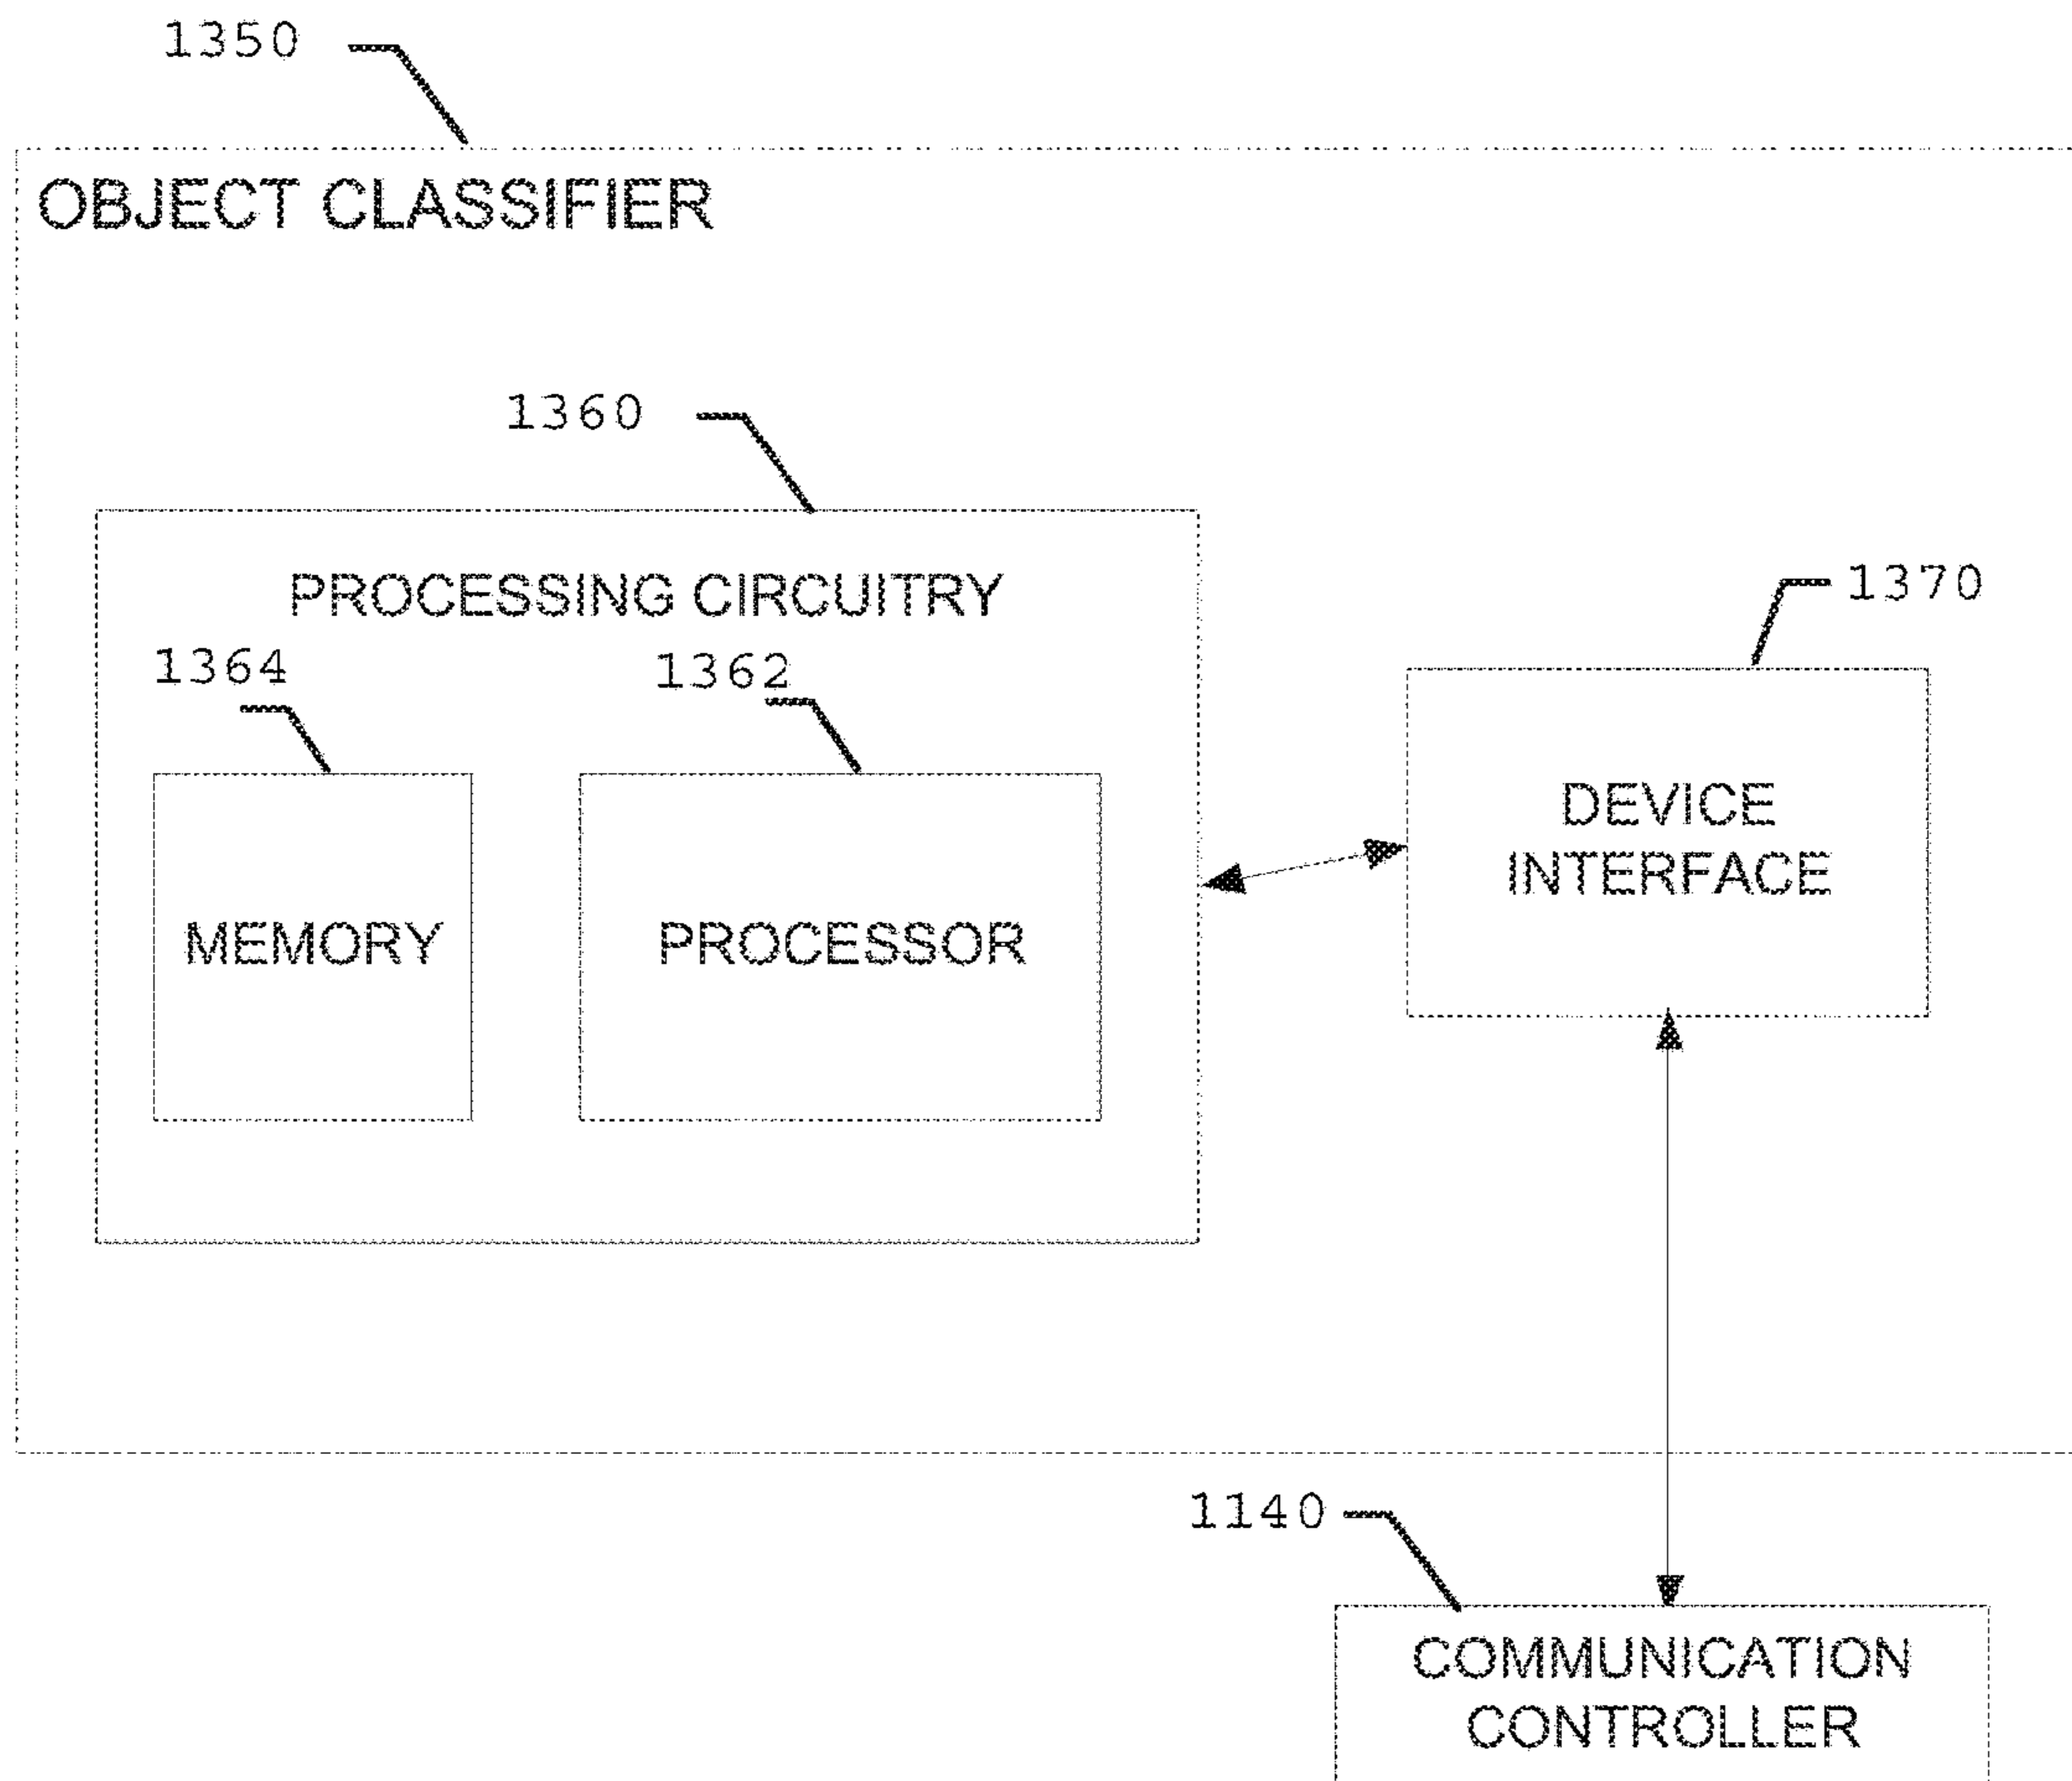 1350
OBJECT CLASSIFIER
1360
PROCESSING CIRCUITRY
1370
1364
1362
DEVICE
INTERFACE
MEMORY
PROCESSOR
1140
COMMUNICATION
CONTROLLER